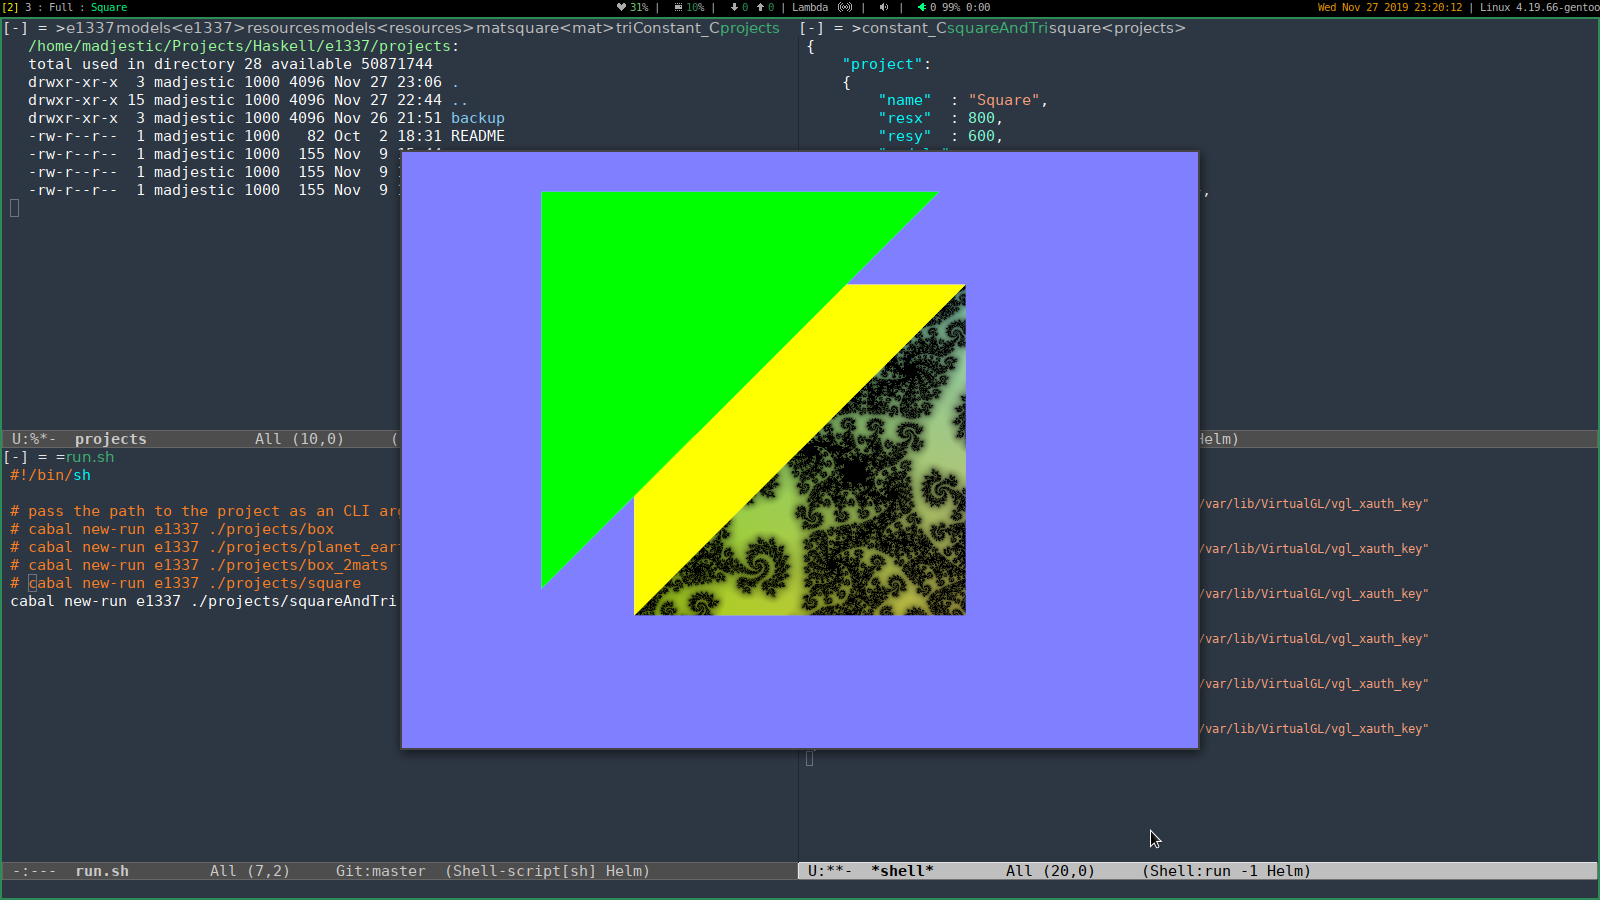 [2] 3 : Full : Square
31% | 10% | 0 0 | Lambda | | 0 99% 0:00
Wed Nov 27 2019 23:20:12 | Linux 4.19.66-gentoo
[-] = >e1337models<e1337>resourcesmodels<resources>matsquare<mat>triConstant_Cprojects
/home/madjestic/Projects/Haskell/e1337/projects:
total used in directory 28 available 50871744
drwxr-xr-x 3 madjestic 1000 4096 Nov 27 23:06 .
drwxr-xr-x 15 madjestic 1000 4096 Nov 27 22:44 ..
drwxr-xr-x 3 madjestic 1000 4096 Nov 26 21:51 backup
-rw-r--r-- 1 madjestic 1000 82 Oct 2 18:31 README
-rw-r--r-- 1 madjestic 1000 155 Nov 9
-rw-r--r-- 1 madjestic 1000 155 Nov 9
-rw-r--r-- 1 madjestic 1000 155 Nov 9
U:%*- projects All (10,0) (
[-] = >constant_CsquareAndTrisquare<projects>
{
"project":
{
"name" : "Square",
"resx" : 800,
"resy" : 600,
,
Helm)
[-] = =run.sh
#!/bin/sh
# pass the path to the project as an CLI arg
# cabal new-run e1337 ./projects/box
# cabal new-run e1337 ./projects/planet_eart
# cabal new-run e1337 ./projects/box_2mats
# cabal new-run e1337 ./projects/square
cabal new-run e1337 ./projects/squareAndTri
-:--- run.sh All (7,2) Git:master (Shell-script[sh] Helm)
/var/lib/VirtualGL/vgl_xauth_key"
/var/lib/VirtualGL/vgl_xauth_key"
/var/lib/VirtualGL/vgl_xauth_key"
/var/lib/VirtualGL/vgl_xauth_key"
/var/lib/VirtualGL/vgl_xauth_key"
/var/lib/VirtualGL/vgl_xauth_key"
U:**- *shell* All (20,0) (Shell:run -1 Helm)